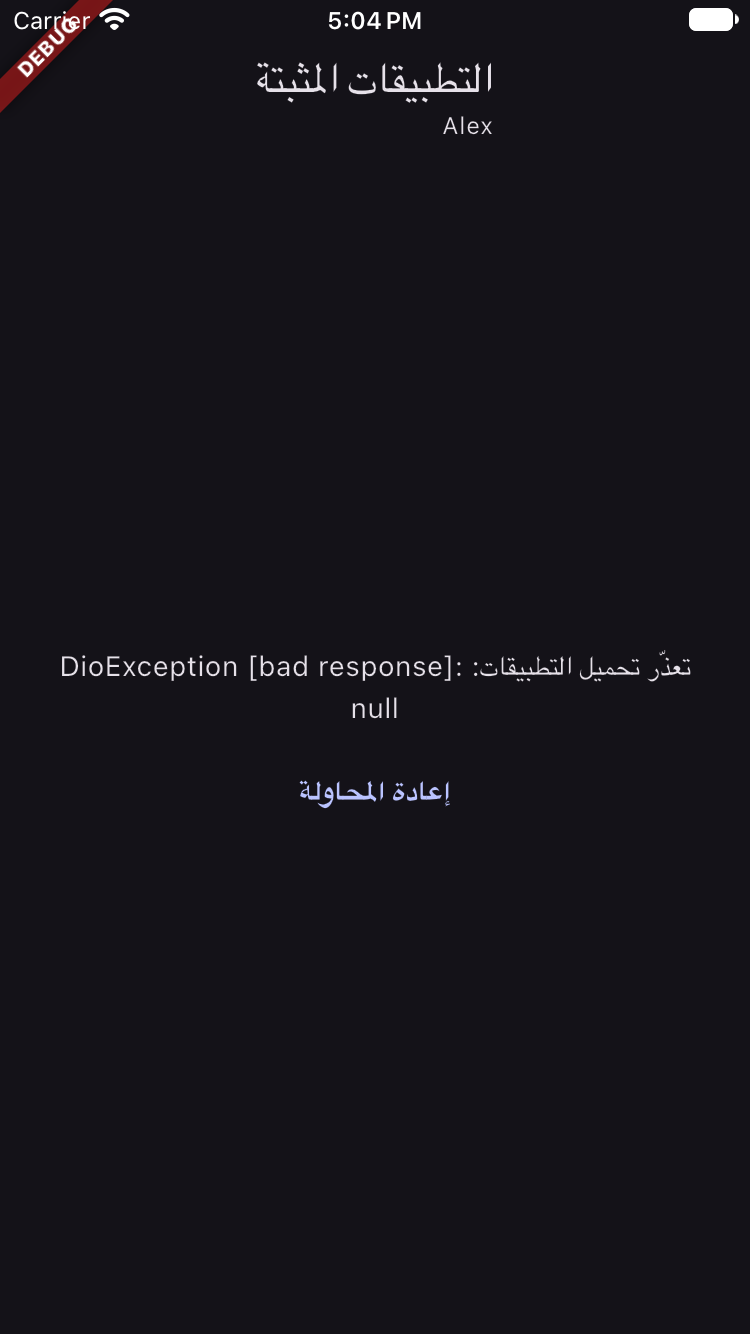 Carrier
5:04 PM
DEBUG
التطبيقات المثبتة
Alex
تعذّر تحميل التطبيقات: DioException [bad response]:
null
إعادة المحاولة